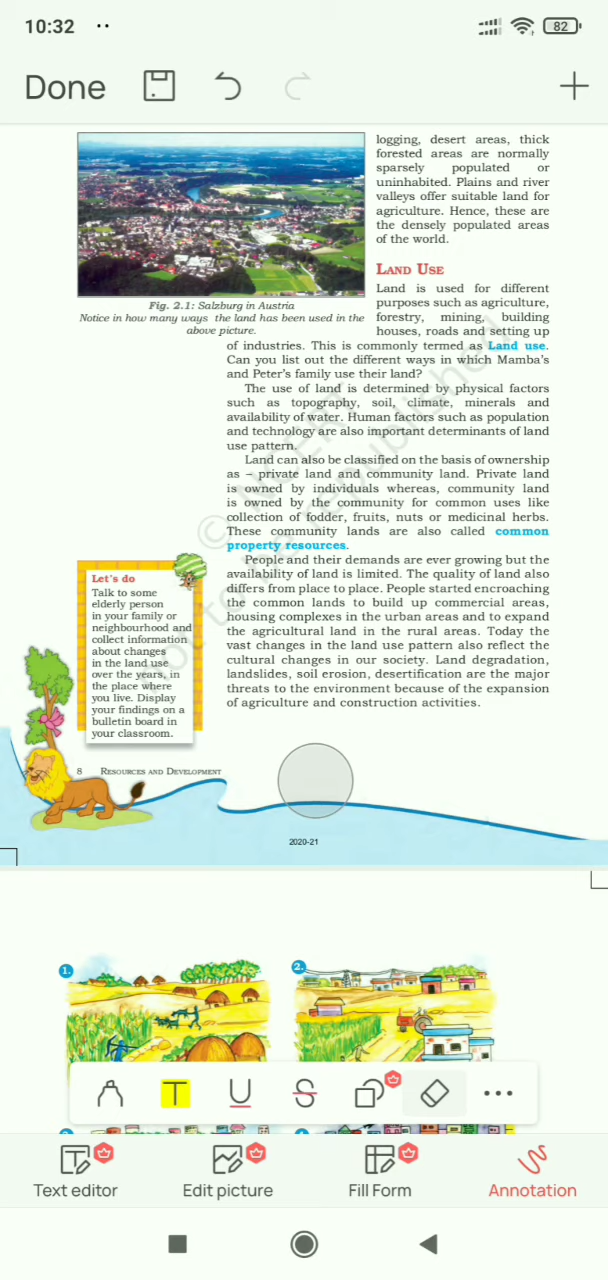 10:32
82
Done
logging, desert areas, thick
forested areas are normally
sparsely populated or
uninhabited. Plains and river
valleys offer suitable land for
agriculture. Hence, these are
the densely populated areas
of the world.
Fig. 2.1: Salzburg in Austria
Notice in how many ways the land has been used in the
above picture.
LAND USE
Land is used for different
purposes such as agriculture,
forestry, mining, building
houses, roads and setting up
of industries. This is commonly termed as Land use.
Can you list out the different ways in which Mamba's
and Peter's family use their land?
The use of land is determined by physical factors
such as topography, soil, climate, minerals and
availability of water. Human factors such as population
and technology are also important determinants of land
use pattern.
Land can also be classified on the basis of ownership
as – private land and community land. Private land
is owned by individuals whereas, community land
is owned by the community for common uses like
collection of fodder, fruits, nuts or medicinal herbs.
These community lands are also called common
property resources.
People and their demands are ever growing but the
availability of land is limited. The quality of land also
differs from place to place. People started encroaching
the common lands to build up commercial areas,
housing complexes in the urban areas and to expand
the agricultural land in the rural areas. Today the
vast changes in the land use pattern also reflect the
cultural changes in our society. Land degradation,
landslides, soil erosion, desertification are the major
threats to the environment because of the expansion
of agriculture and construction activities.
Let's do
Talk to some
elderly person
in your family or
neighbourhood and
collect information
about changes
in the land use
over the years, in
the place where
you live. Display
your findings on a
bulletin board in
your classroom.
© NCERT
not to be republished
8 RESOURCES AND DEVELOPMENT
2020-21
1.
2.
T U S
Text editor
Edit picture
Fill Form
Annotation